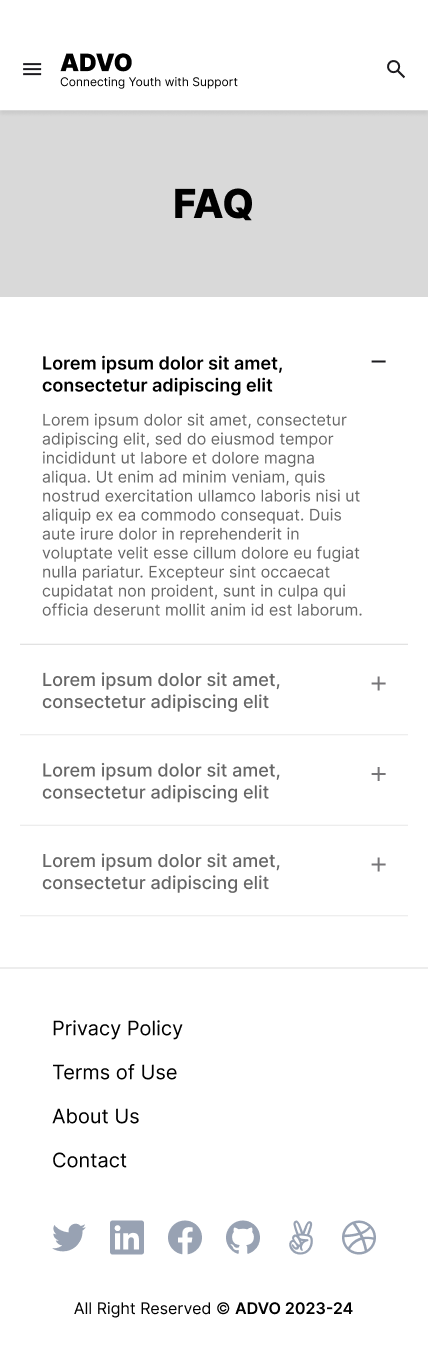 ADVO
Connecting Youth with Support
FAQ
Lorem ipsum dolor sit amet,
consectetur adipiscing elit
Lorem ipsum dolor sit amet, consectetur
adipiscing elit, sed do eiusmod tempor
incididunt ut labore et dolore magna
aliqua. Ut enim ad minim veniam, quis
nostrud exercitation ullamco laboris nisi ut
aliquip ex ea commodo consequat. Duis
aute irure dolor in reprehenderit in
voluptate velit esse cillum dolore eu fugiat
nulla pariatur. Excepteur sint occaecat
cupidatat non proident, sunt in culpa qui
officia deserunt mollit anim id est laborum.
Lorem ipsum dolor sit amet,
consectetur adipiscing elit
Lorem ipsum dolor sit amet,
consectetur adipiscing elit
Lorem ipsum dolor sit amet,
consectetur adipiscing elit
Privacy Policy
Terms of Use
About Us
Contact
All Right Reserved © ADVO 2023-24